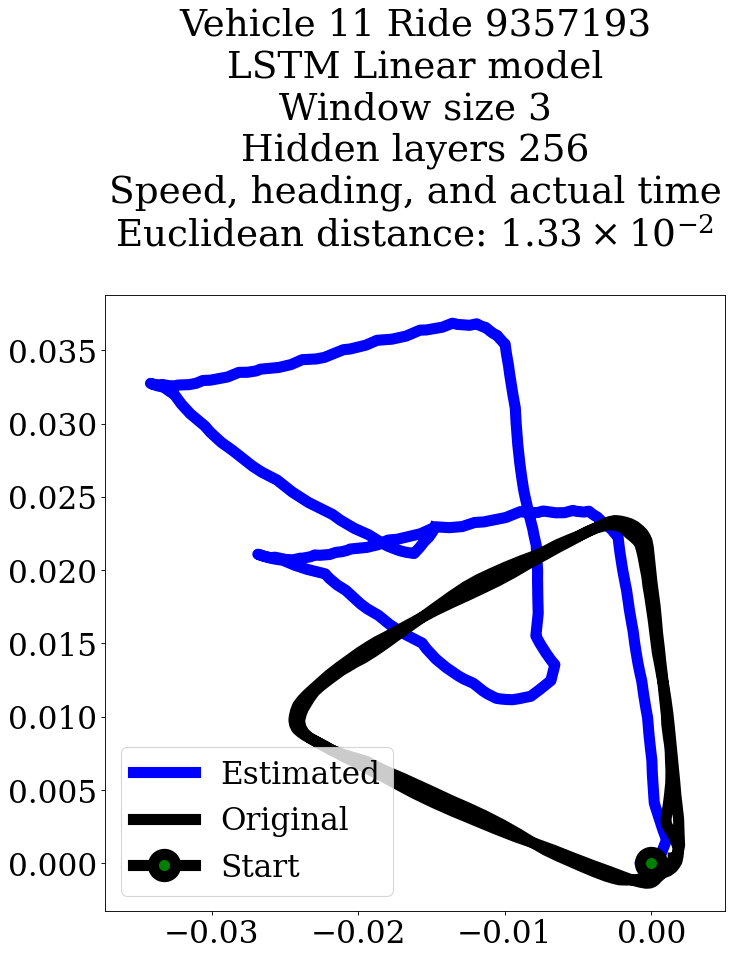 Vehicle 11 Ride 9357193
LSTM Linear model
Window size 3
Hidden layers 256
Speed, heading, and actual time
Euclidean distance: 1.33 × 10⁻²
0.035
0.030
0.025
0.020
0.015
0.010
0.005
0.000
Estimated
Original
Start
−0.03 −0.02 −0.01 0.00